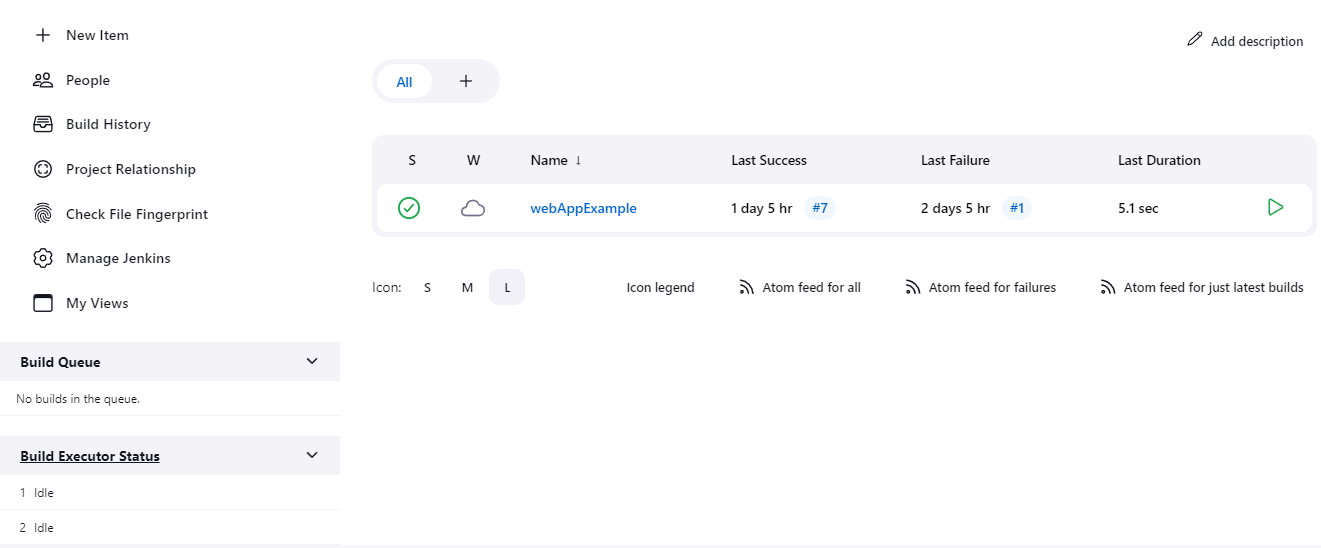 New Item
People
Build History
Project Relationship
Check File Fingerprint
Manage Jenkins
My Views
Build Queue
No builds in the queue.
Build Executor Status
1 Idle
2 Idle
Add description
All
S W Name ↓ Last Success Last Failure Last Duration
webAppExample 1 day 5 hr #7 2 days 5 hr #1 5.1 sec
Icon: S M L Icon legend Atom feed for all Atom feed for failures Atom feed for just latest builds